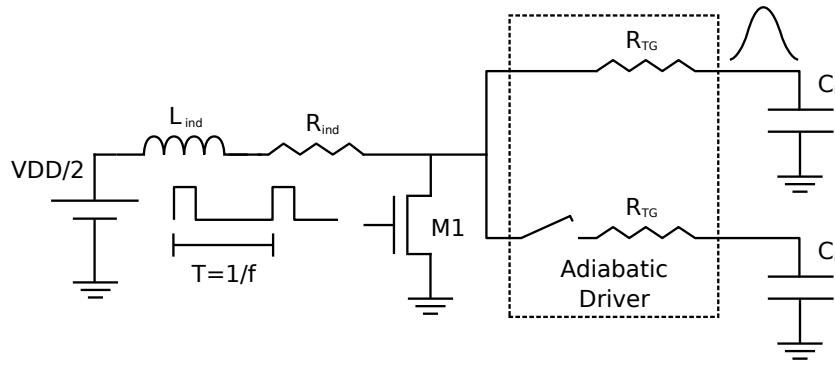 R_TG
C
L_ind
R_ind
VDD/2
M1
T=1/f
R_TG
C
Adiabatic
Driver